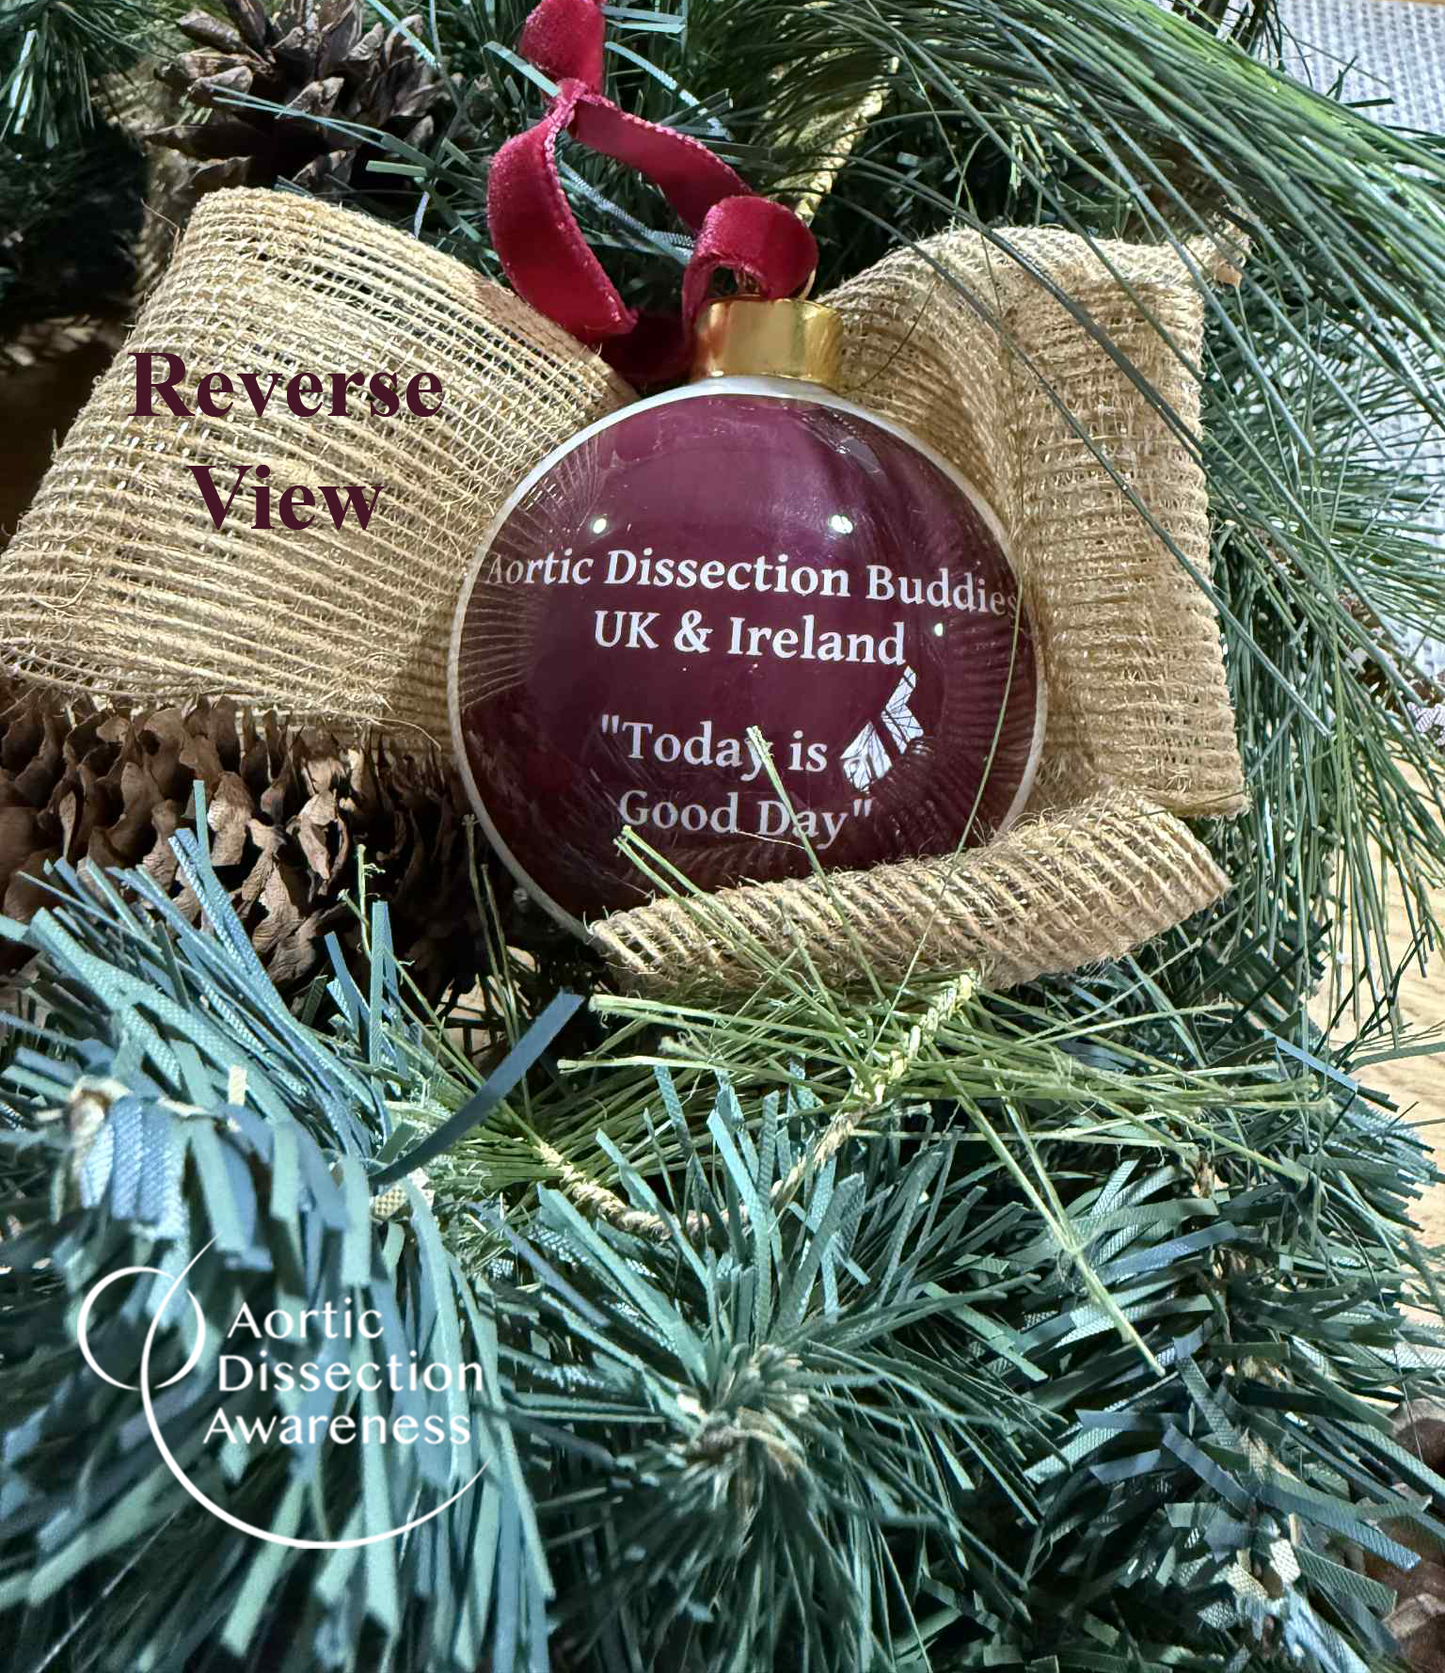 Reverse
View
Aortic Dissection Buddies
UK & Ireland
"Today is a
Good Day"
Aortic
Dissection
Awareness